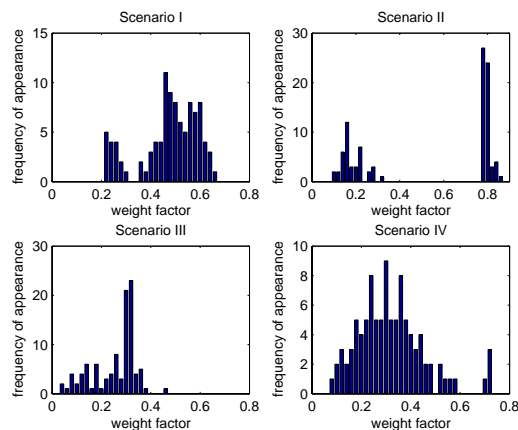 Scenario I
15
10
5
0
0 0.2 0.4 0.6 0.8
frequency of appearance
weight factor
Scenario II
30
20
10
0
0 0.2 0.4 0.6 0.8
frequency of appearance
weight factor
Scenario III
30
20
10
0
0 0.2 0.4 0.6 0.8
frequency of appearance
weight factor
Scenario IV
10
8
6
4
2
0
0 0.2 0.4 0.6 0.8
frequency of appearance
weight factor